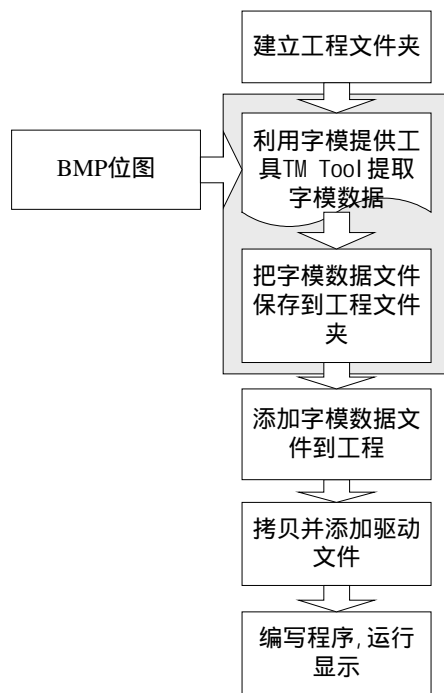 建立工程文件夹
BMP位图
利用字模提供工
具TM Tool提取
字模数据
把字模数据文件
保存到工程文件
夹
添加字模数据文
件到工程
拷贝并添加驱动
文件
编写程序,运行
显示